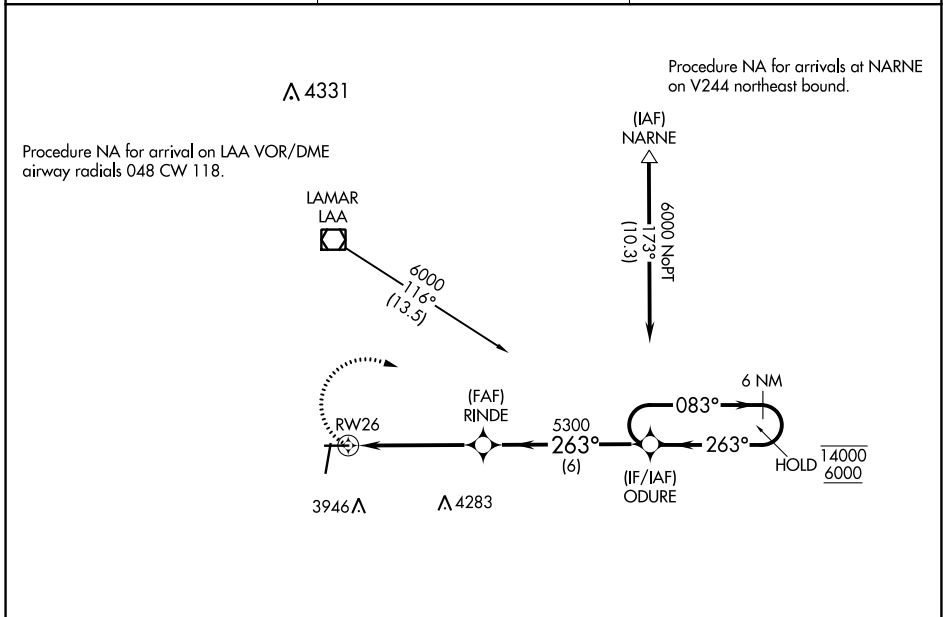 Procedure NA for arrivals at NARNE
on V244 northeast bound.
4331
(IAF)
NARNE
Procedure NA for arrival on LAA VOR/DME
airway radials 048 CW 118.
LAMAR
LAA
6000 NoPT
173°
(10.3)
6000
116°
(13.5)
6 NM
083°
(FAF)
RINDE
RW26
5300
263°
(6)
263°
HOLD
14000
6000
(IF/IAF)
ODURE
3946
4283